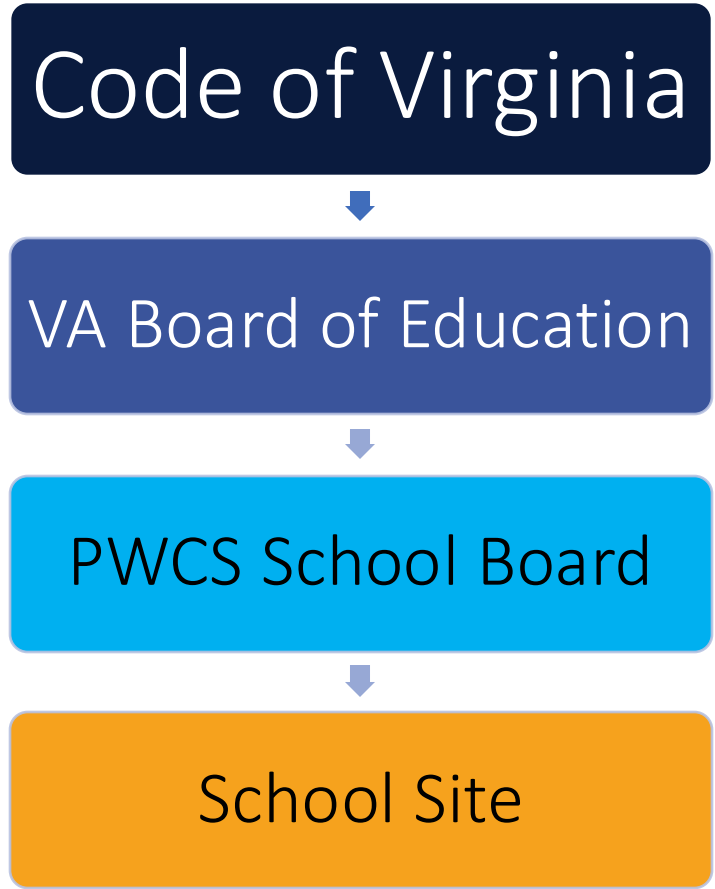 Code of Virginia
VA Board of Education
PWCS School Board
School Site